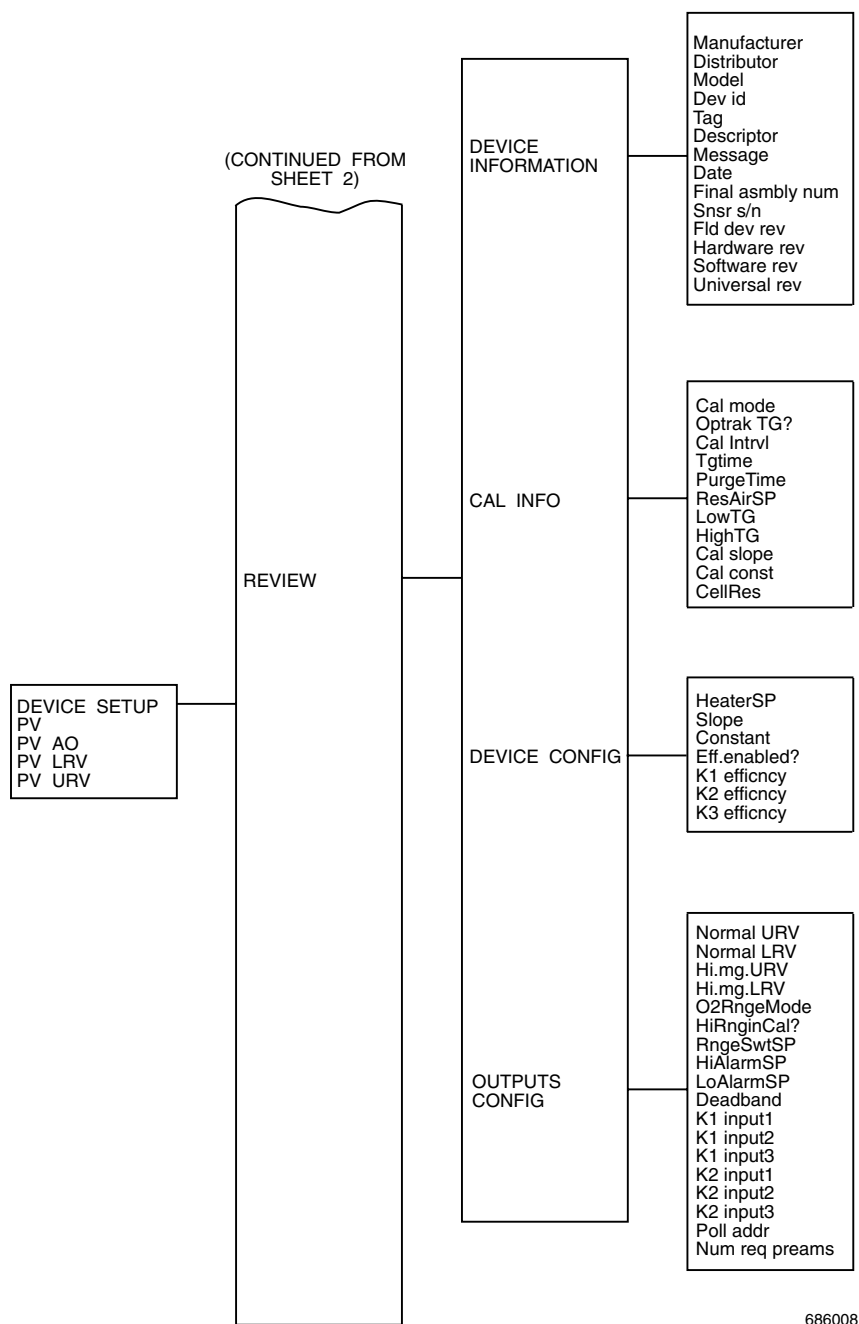 DEVICE SETUP
PV
PV AO
PV LRV
PV URV
(CONTINUED FROM
SHEET 2)
REVIEW
DEVICE
INFORMATION
Manufacturer
Distributor
Model
Dev id
Tag
Descriptor
Message
Date
Final asmbly num
Snsr s/n
Fld dev rev
Hardware rev
Software rev
Universal rev
CAL INFO
Cal mode
Optrak TG?
Cal Intrvl
Tgtime
PurgeTime
ResAirSP
LowTG
HighTG
Cal slope
Cal const
CellRes
DEVICE CONFIG
HeaterSP
Slope
Constant
Eff.enabled?
K1 efficncy
K2 efficncy
K3 efficncy
OUTPUTS
CONFIG
Normal URV
Normal LRV
Hi.mg.URV
Hi.mg.LRV
O2RngeMode
HiRnginCal?
RngeSwtSP
HiAlarmSP
LoAlarmSP
Deadband
K1 input1
K1 input2
K1 input3
K2 input1
K2 input2
K2 input3
Poll addr
Num req preams
686008